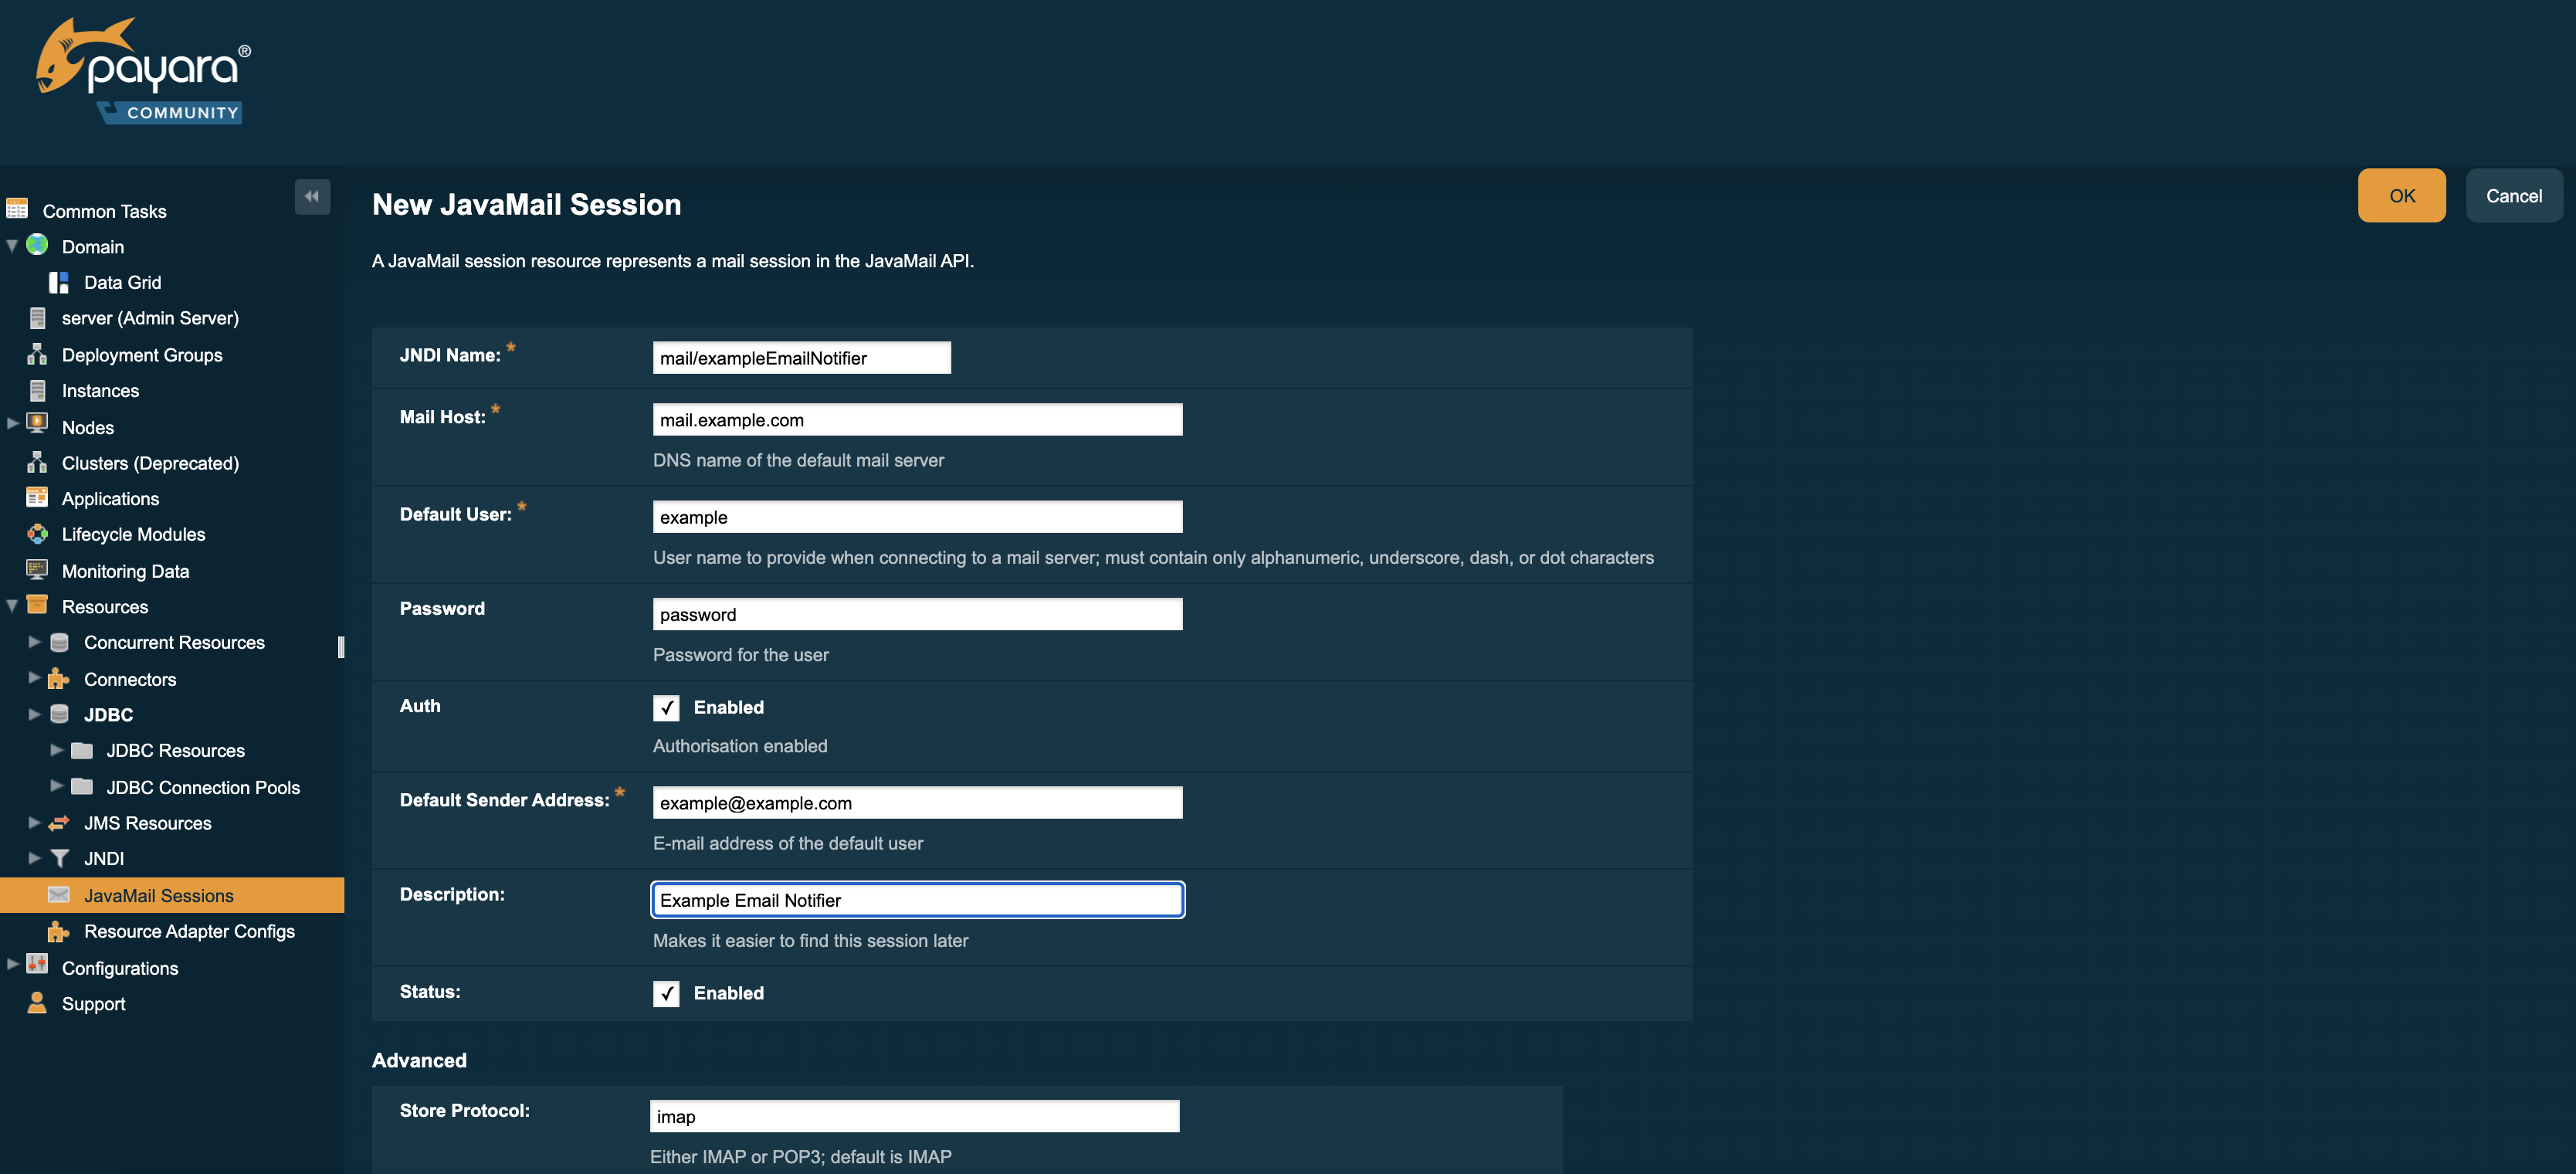 payara®
COMMUNITY
Common Tasks
Domain
Data Grid
server (Admin Server)
Deployment Groups
Instances
Nodes
Clusters (Deprecated)
Applications
Lifecycle Modules
Monitoring Data
Resources
Concurrent Resources
Connectors
JDBC
JDBC Resources
JDBC Connection Pools
JMS Resources
JNDI
JavaMail Sessions
Resource Adapter Configs
Configurations
Support
New JavaMail Session
OK
Cancel
A JavaMail session resource represents a mail session in the JavaMail API.
JNDI Name: * mail/exampleEmailNotifier
Mail Host: * mail.example.com
DNS name of the default mail server
Default User: * example
User name to provide when connecting to a mail server; must contain only alphanumeric, underscore, dash, or dot characters
Password password
Password for the user
Auth Enabled
Authorisation enabled
Default Sender Address: * example@example.com
E-mail address of the default user
Description: Example Email Notifier
Makes it easier to find this session later
Status: Enabled
Advanced
Store Protocol: imap
Either IMAP or POP3; default is IMAP